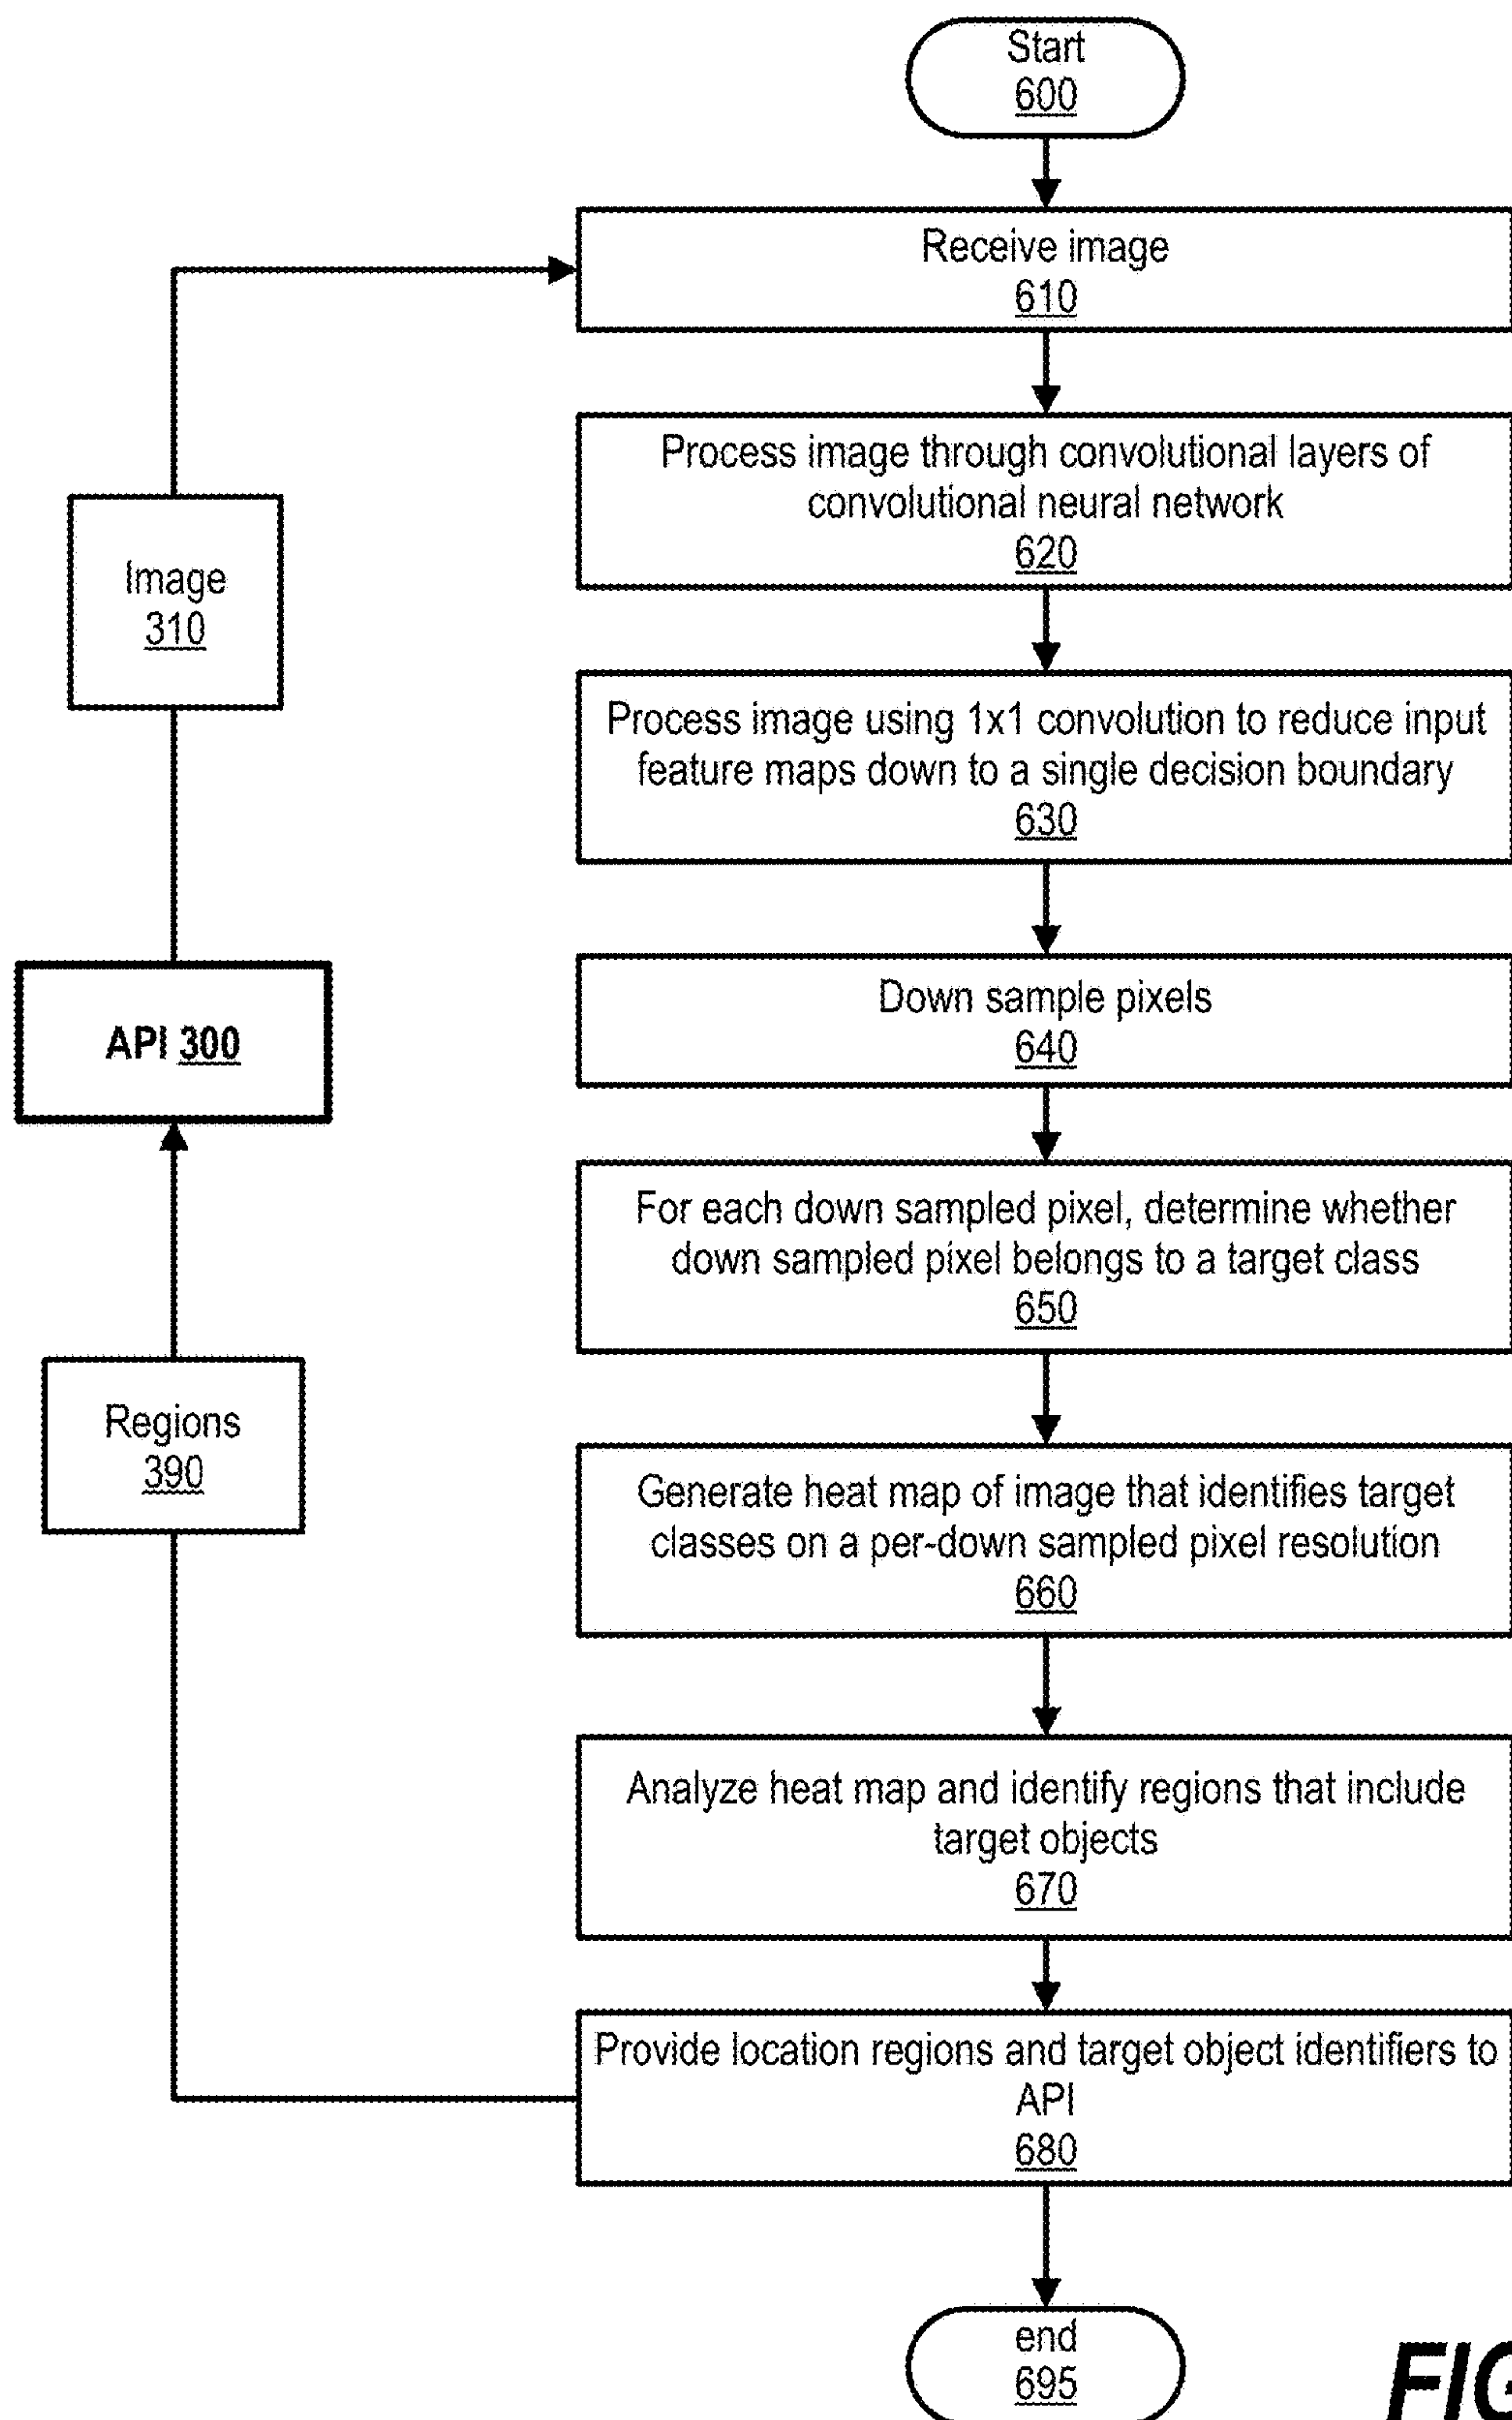 Start
600
Receive image
610
Process image through convolutional layers of
convolutional neural network
620
Image
310
Process image using 1x1 convolution to reduce input
feature maps down to a single decision boundary
630
API 300
Down sample pixels
640
For each down sampled pixel, determine whether
down sampled pixel belongs to a target class
650
Regions
390
Generate heat map of image that identifies target
classes on a per-down sampled pixel resolution
660
Analyze heat map and identify regions that include
target objects
670
Provide location regions and target object identifiers to
API
680
end
695